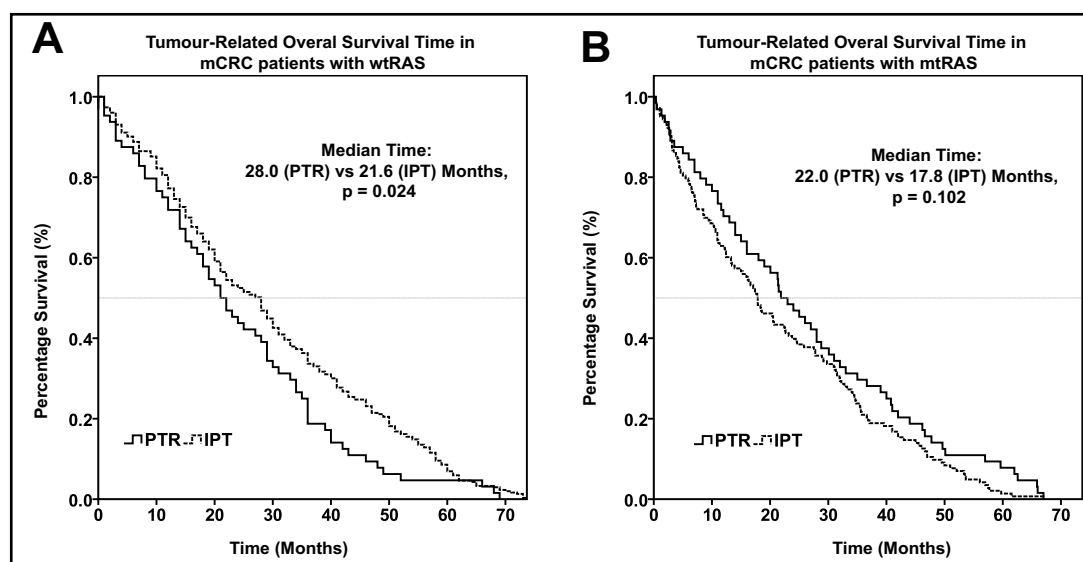 A
Tumour-Related Overal Survival Time in
mCRC patients with wtRAS
Median Time:
28.0 (PTR) vs 21.6 (IPT) Months,
p = 0.024
Percentage Survival (%)
1.0
0.8
0.6
0.4
0.2
0.0
PTR IPT
0 10 20 30 40 50 60 70
Time (Months)
B
Tumour-Related Overal Survival Time in
mCRC patients with mtRAS
Median Time:
22.0 (PTR) vs 17.8 (IPT) Months,
p = 0.102
Percentage Survival (%)
1.0
0.8
0.6
0.4
0.2
0.0
PTR IPT
0 10 20 30 40 50 60 70
Time (Months)